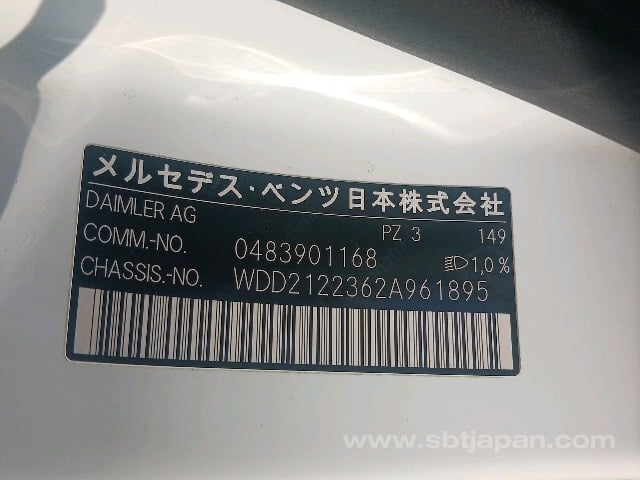 メルセデス・ベンツ日本株式会社
DAIMLER AG PZ 3 149
COMM.-NO. 0483901168 1,0%
CHASSIS.-NO. WDD2122362A961895
www.sbtjapan.com